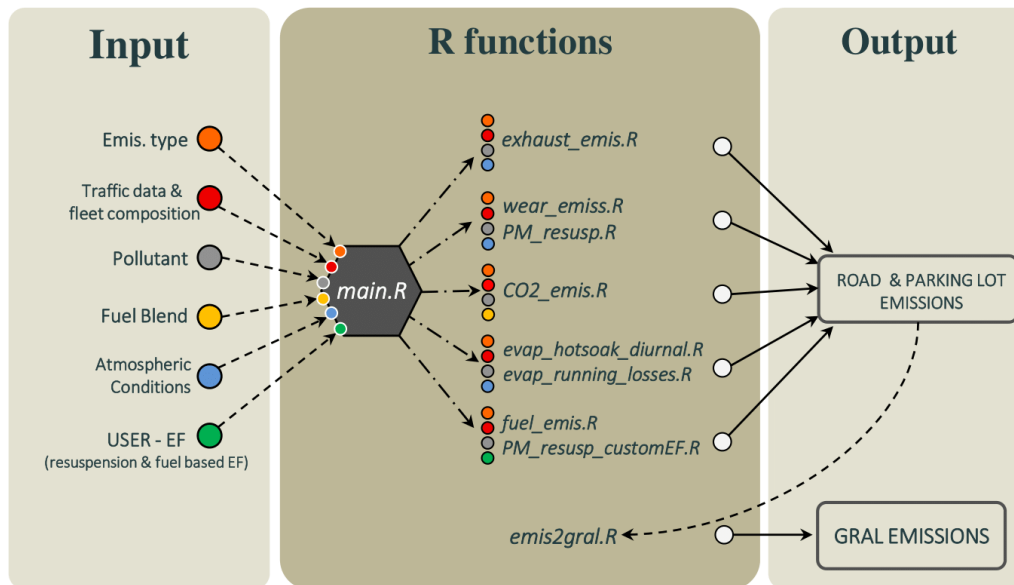 Input
R functions
Output
Emis. type
Traffic data &
fleet composition
Pollutant
Fuel Blend
Atmospheric
Conditions
USER - EF
(resuspension & fuel based EF)
main.R
exhaust_emis.R
wear_emiss.R
PM_resusp.R
CO2_emis.R
evap_hotsoak_diurnal.R
evap_running_losses.R
fuel_emis.R
PM_resusp_customEF.R
emis2gral.R
ROAD & PARKING LOT
EMISSIONS
GRAL EMISSIONS